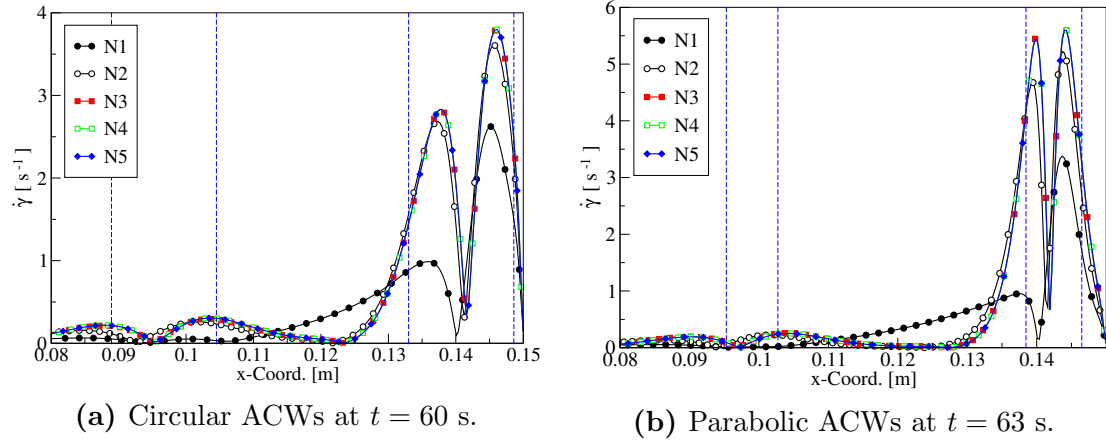 4
3
2
1
0
γ̇ [ s⁻¹ ]
N1
N2
N3
N4
N5
0.08 0.09 0.1 0.11 0.12 0.13 0.14 0.15
x-Coord. [m]
(a) Circular ACWs at t = 60 s.
6
5
4
3
2
1
0
γ̇ [ s⁻¹ ]
N1
N2
N3
N4
N5
0.08 0.09 0.1 0.11 0.12 0.13 0.14
x-Coord. [m]
(b) Parabolic ACWs at t = 63 s.